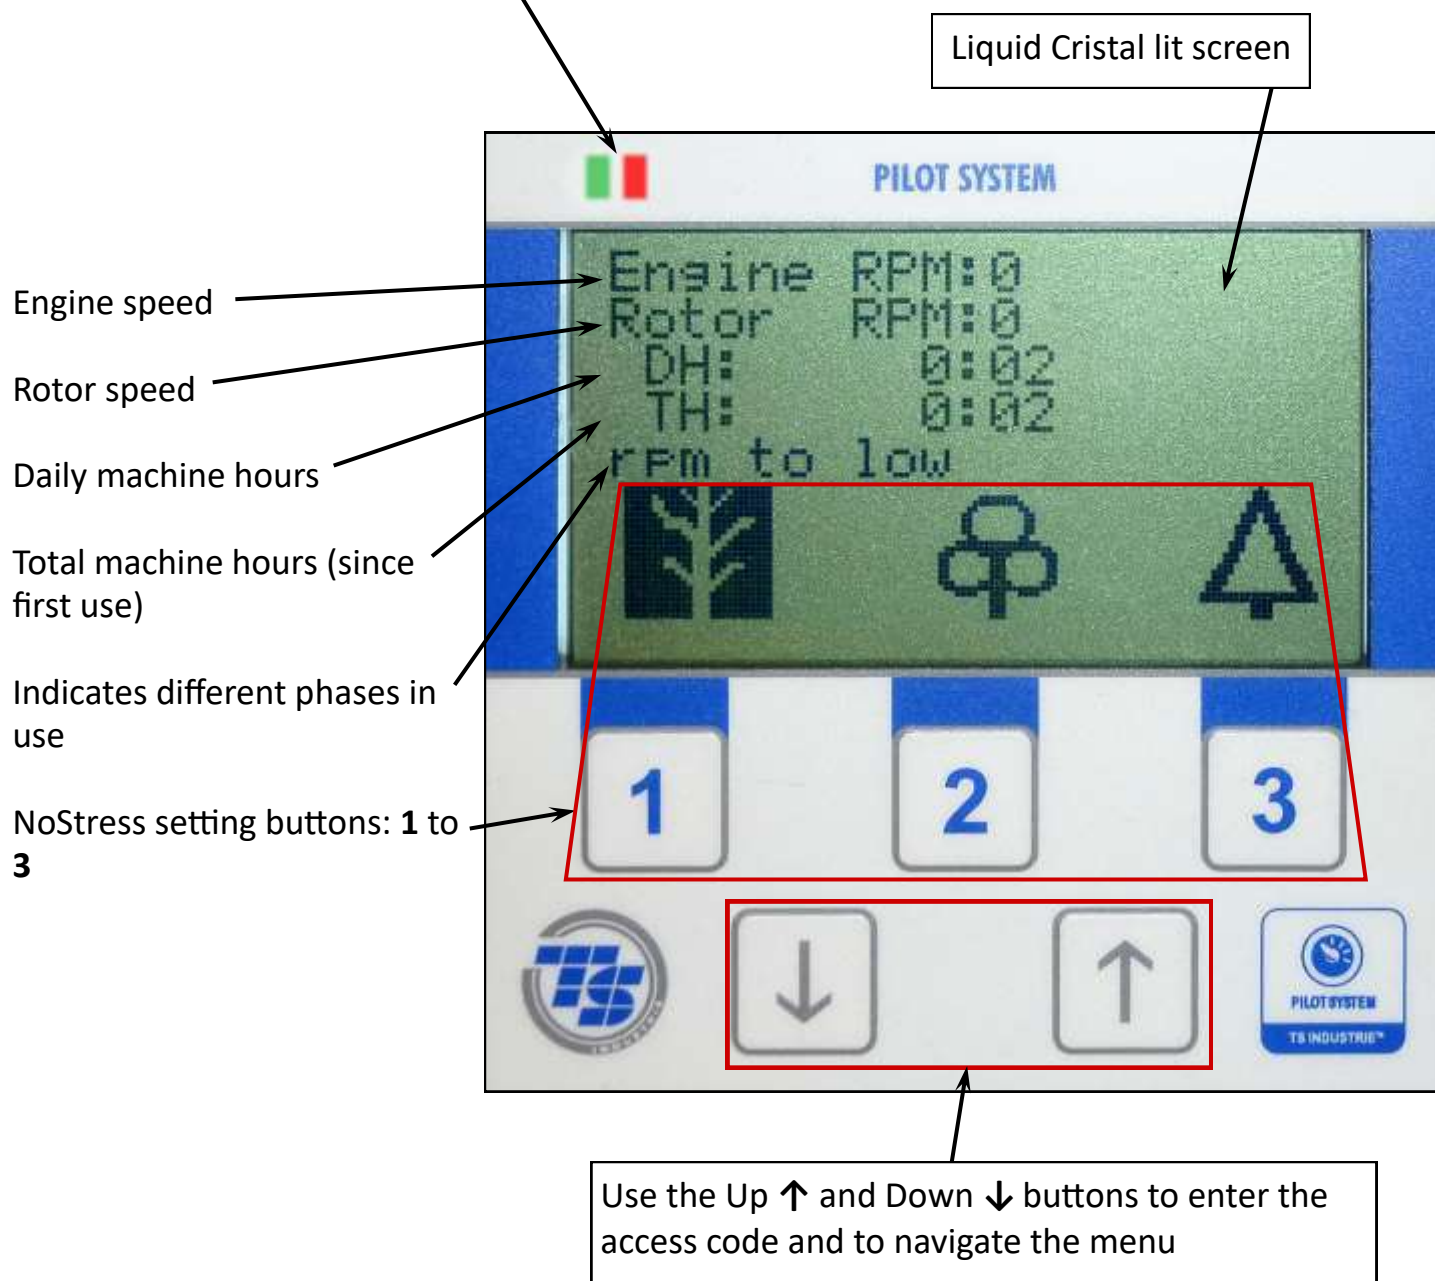 Liquid Cristal lit screen
PILOT SYSTEM
Engine RPM:0
Rotor RPM:0
DH: 0:02
TH: 0:02
rpm to low
Engine speed
Rotor speed
Daily machine hours
Total machine hours (since
first use)
Indicates different phases in
use
NoStress setting buttons: 1 to
3
1 2 3
TS
↓ ↑
PILOT SYSTEM
TS INDUSTRIE™
Use the Up ↑ and Down ↓ buttons to enter the
access code and to navigate the menu